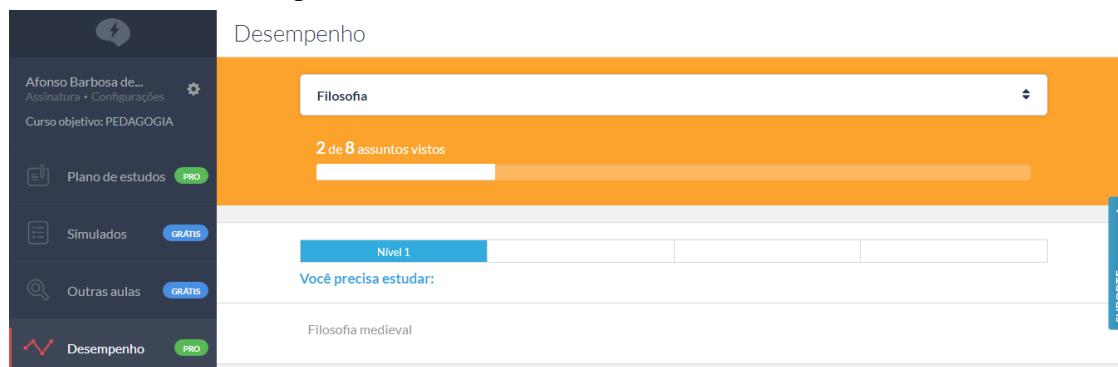 Desempenho
Afonso Barbosa de...
Assinatura • Configurações
Curso objetivo: PEDAGOGIA
Plano de estudos PRO
Simulados GRÁTIS
Outras aulas GRÁTIS
Desempenho PRO
Filosofia
2 de 8 assuntos vistos
Nível 1
Você precisa estudar:
Filosofia medieval
SUPORTE